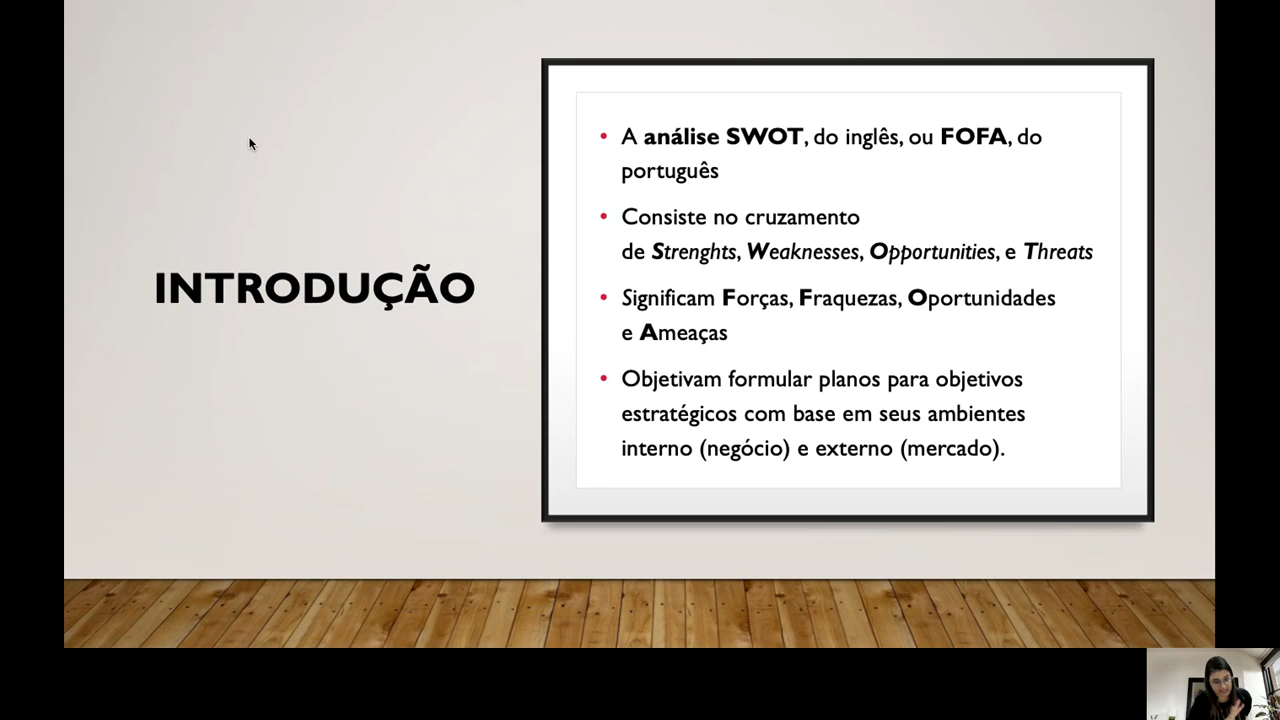 INTRODUÇÃO
• A análise SWOT, do inglês, ou FOFA, do
português
• Consiste no cruzamento
de Strenghts, Weaknesses, Opportunities, e Threats
• Significam Forças, Fraquezas, Oportunidades
e Ameaças
• Objetivam formular planos para objetivos
estratégicos com base em seus ambientes
interno (negócio) e externo (mercado).